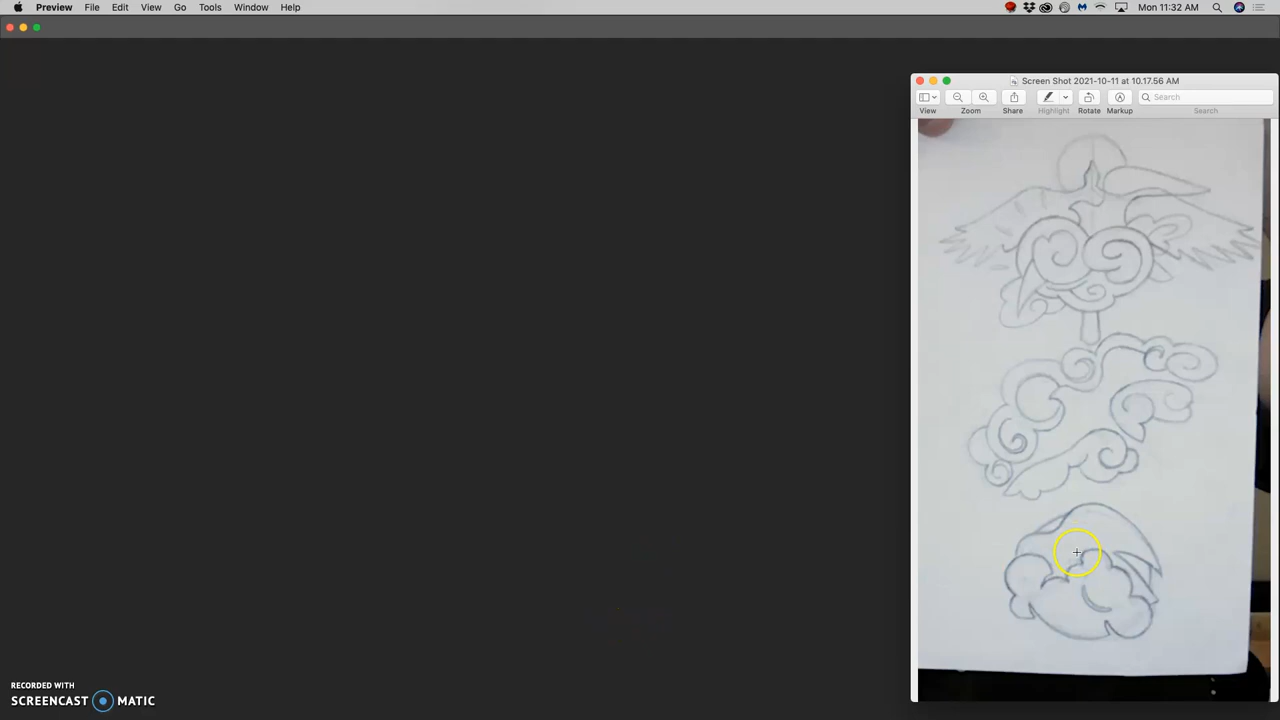 Preview File Edit View Go Tools Window Help Mon 11:32 AM
Screen Shot 2021-10-11 at 10.17.56 AM
Search
View Zoom Share Highlight Rotate Markup Search
RECORDED WITH
SCREENCAST MATIC